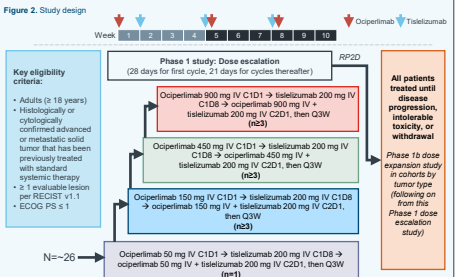 Figure 2. Study design
Ociperlimab Tislelizumab
Week 1 2 3 4 5 6 7 8 9 10
Key eligibility
criteria:
• Adults (≥ 18 years)
• Histologically or
cytologically
confirmed advanced
or metastatic solid
tumor that has been
previously treated
with standard
systemic therapy
• ≥ 1 evaluable lesion
per RECIST v1.1
• ECOG PS ≤ 1
N=~26
Phase 1 study: Dose escalation
(28 days for first cycle, 21 days for cycles thereafter)
RP2D
Ociperlimab 900 mg IV C1D1 → tislelizumab 200 mg IV
C1D8 → ociperlimab 900 mg IV +
tislelizumab 200 mg IV C2D1, then Q3W
(n≥3)
Ociperlimab 450 mg IV C1D1 → tislelizumab 200 mg IV
C1D8 → ociperlimab 450 mg IV +
tislelizumab 200 mg IV C2D1, then Q3W
(n≥3)
Ociperlimab 150 mg IV C1D1 → tislelizumab 200 mg IV
C1D8 → ociperlimab 150 mg IV + tislelizumab 200 mg IV C2D1,
then Q3W
(n≥3)
Ociperlimab 50 mg IV C1D1 → tislelizumab 200 mg IV C1D8 →
ociperlimab 50 mg IV + tislelizumab 200 mg IV C2D1, then Q3W
(n=1)
All patients
treated until
disease
progression,
intolerable
toxicity, or
withdrawal
Phase 1b dose
expansion study
in cohorts by
tumor type
(following on
from this
Phase 1 dose
escalation
study)